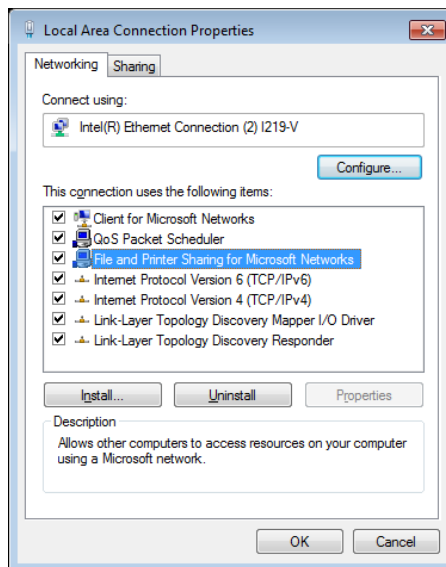 Local Area Connection Properties
Networking
Sharing
Connect using:
Intel(R) Ethernet Connection (2) I219-V
Configure...
This connection uses the following items:
Client for Microsoft Networks
QoS Packet Scheduler
File and Printer Sharing for Microsoft Networks
Internet Protocol Version 6 (TCP/IPv6)
Internet Protocol Version 4 (TCP/IPv4)
Link-Layer Topology Discovery Mapper I/O Driver
Link-Layer Topology Discovery Responder
Install...
Uninstall
Properties
Description
Allows other computers to access resources on your computer
using a Microsoft network.
OK
Cancel